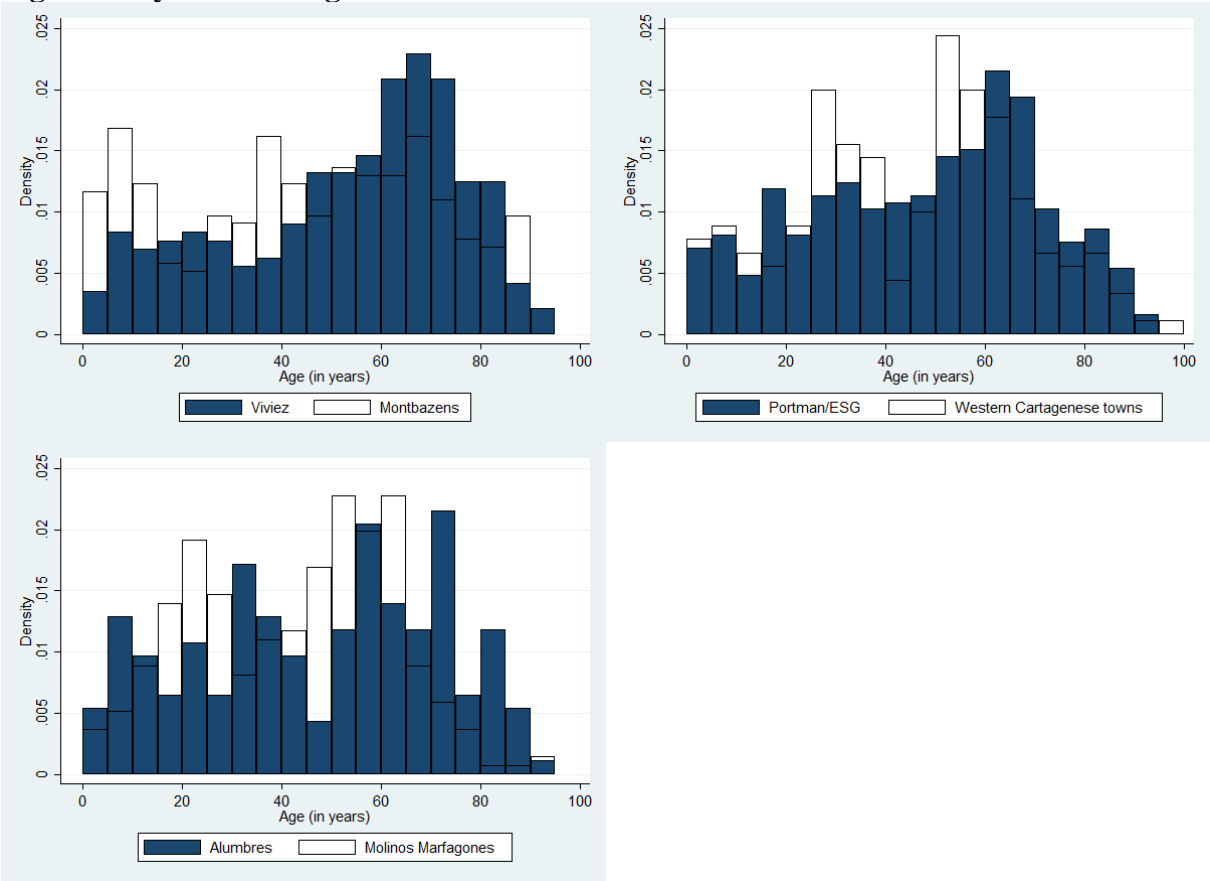 .025
.02
.015
.01
.005
0
Density
0 20 40 60 80 100
Age (in years)
Viviez Montbazens
.025
.02
.015
.01
.005
0
Density
0 20 40 60 80 100
Age (in years)
Portman/ESG Western Cartagenese towns
.025
.02
.015
.01
.005
0
Density
0 20 40 60 80 100
Age (in years)
Alumbres Molinos Marfagones